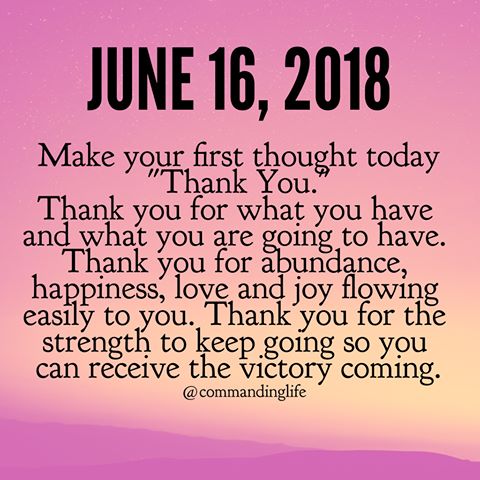 JUNE 16, 2018
Make your first thought today
"Thank You."
Thank you for what you have
and what you are going to have.
Thank you for abundance,
happiness, love and joy flowing
easily to you. Thank you for the
strength to keep going so you
can receive the victory coming.
@commandinglife